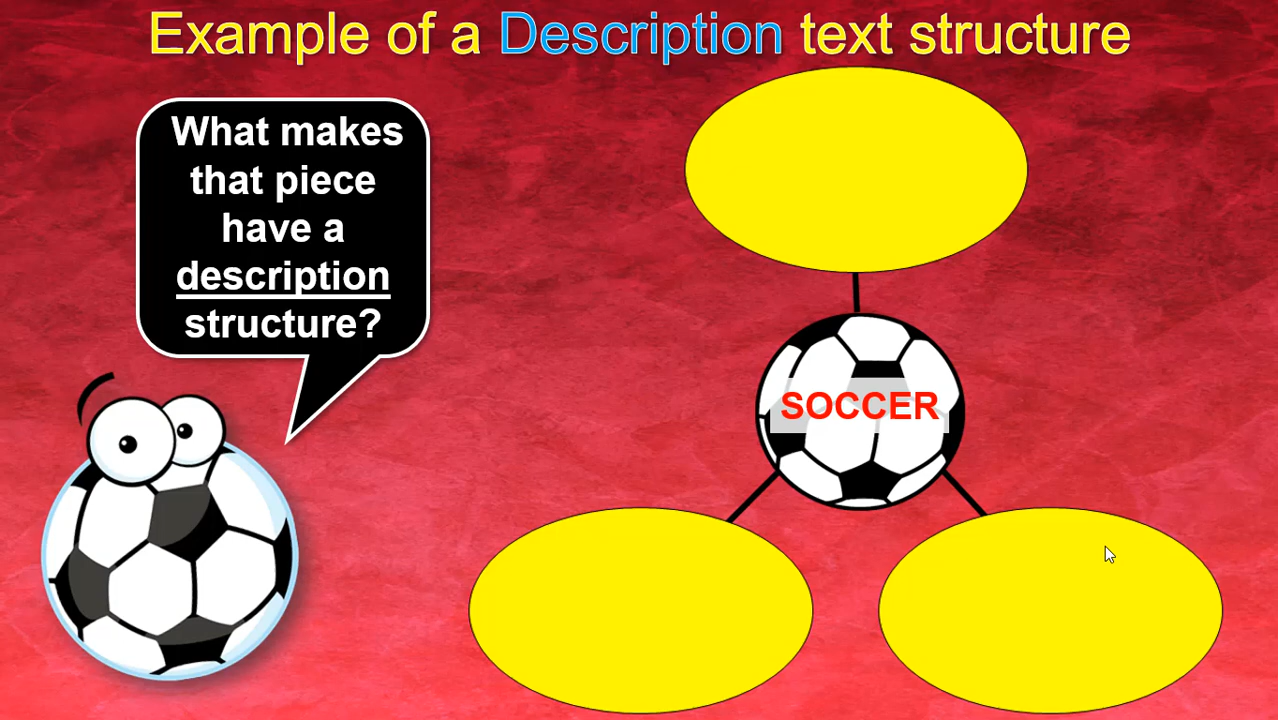 Example of a Description text structure
What makes
that piece
have a
description
structure?
SOCCER